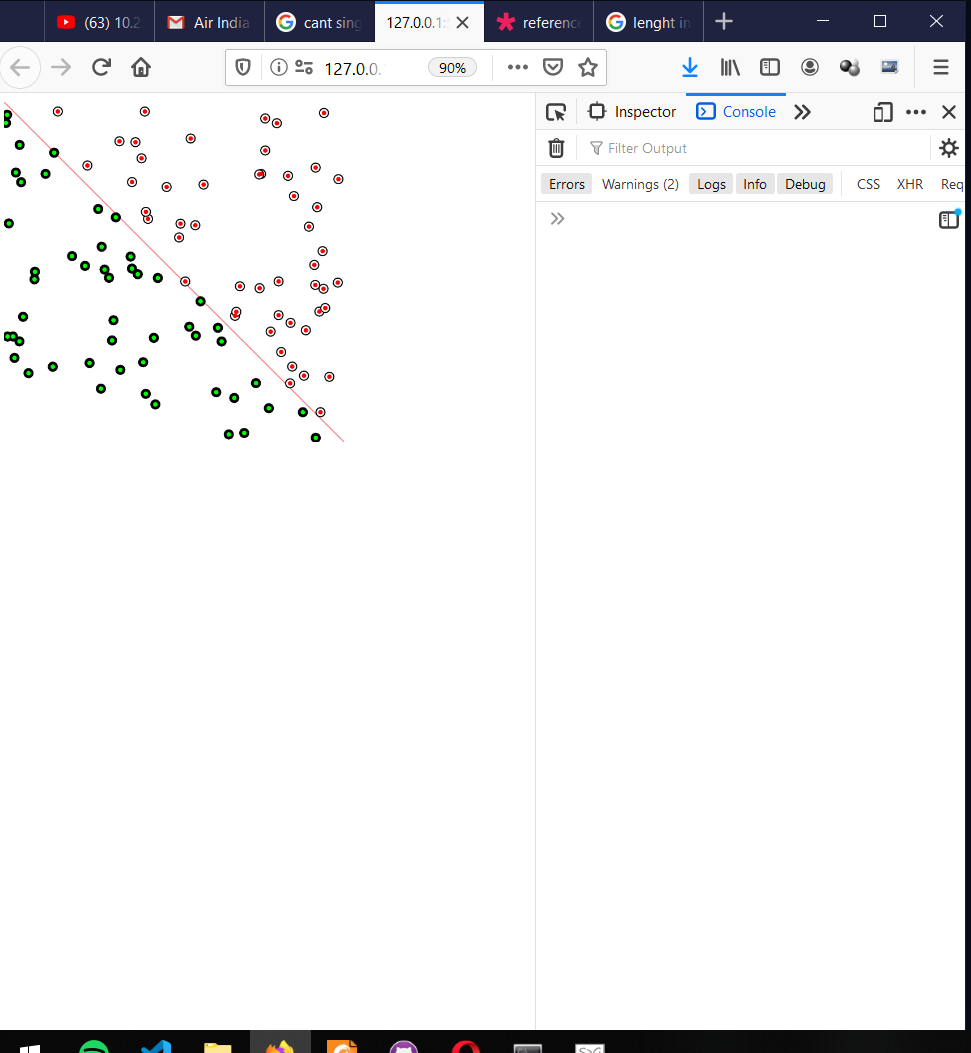 (63) 10.2 Air India cant sing 127.0.0.1: reference lenght in
127.0.0. 90%
Inspector Console
Filter Output
Errors Warnings (2) Logs Info Debug CSS XHR Req